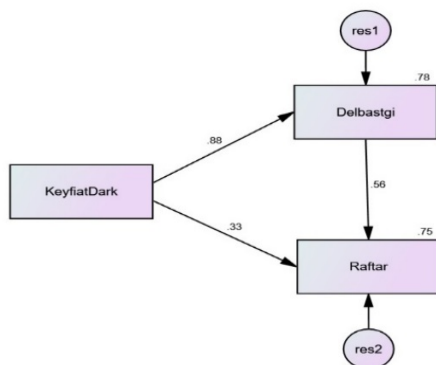 res1
.78
Delbastgi
.88
KeyfiatDark
.56
.33
.75
Raftar
res2